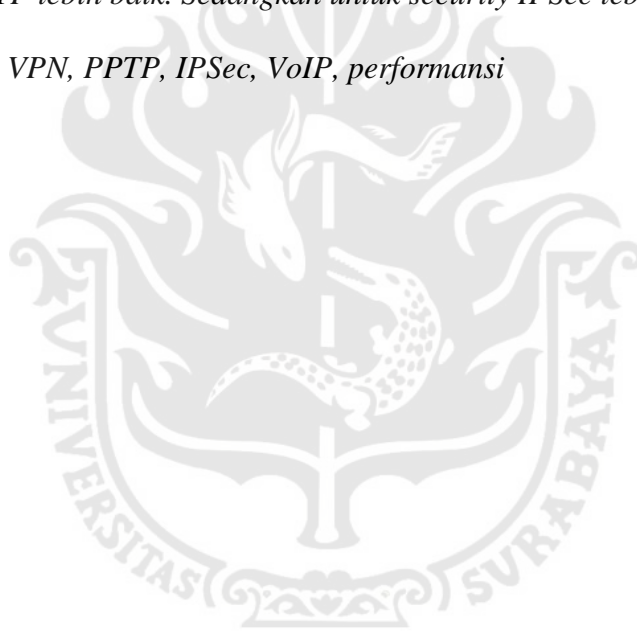 lebih baik. Sedangkan untuk security IPSec
VPN, PPTP, IPSec, VoIP, performansi
UNIVERSITAS SURABAYA